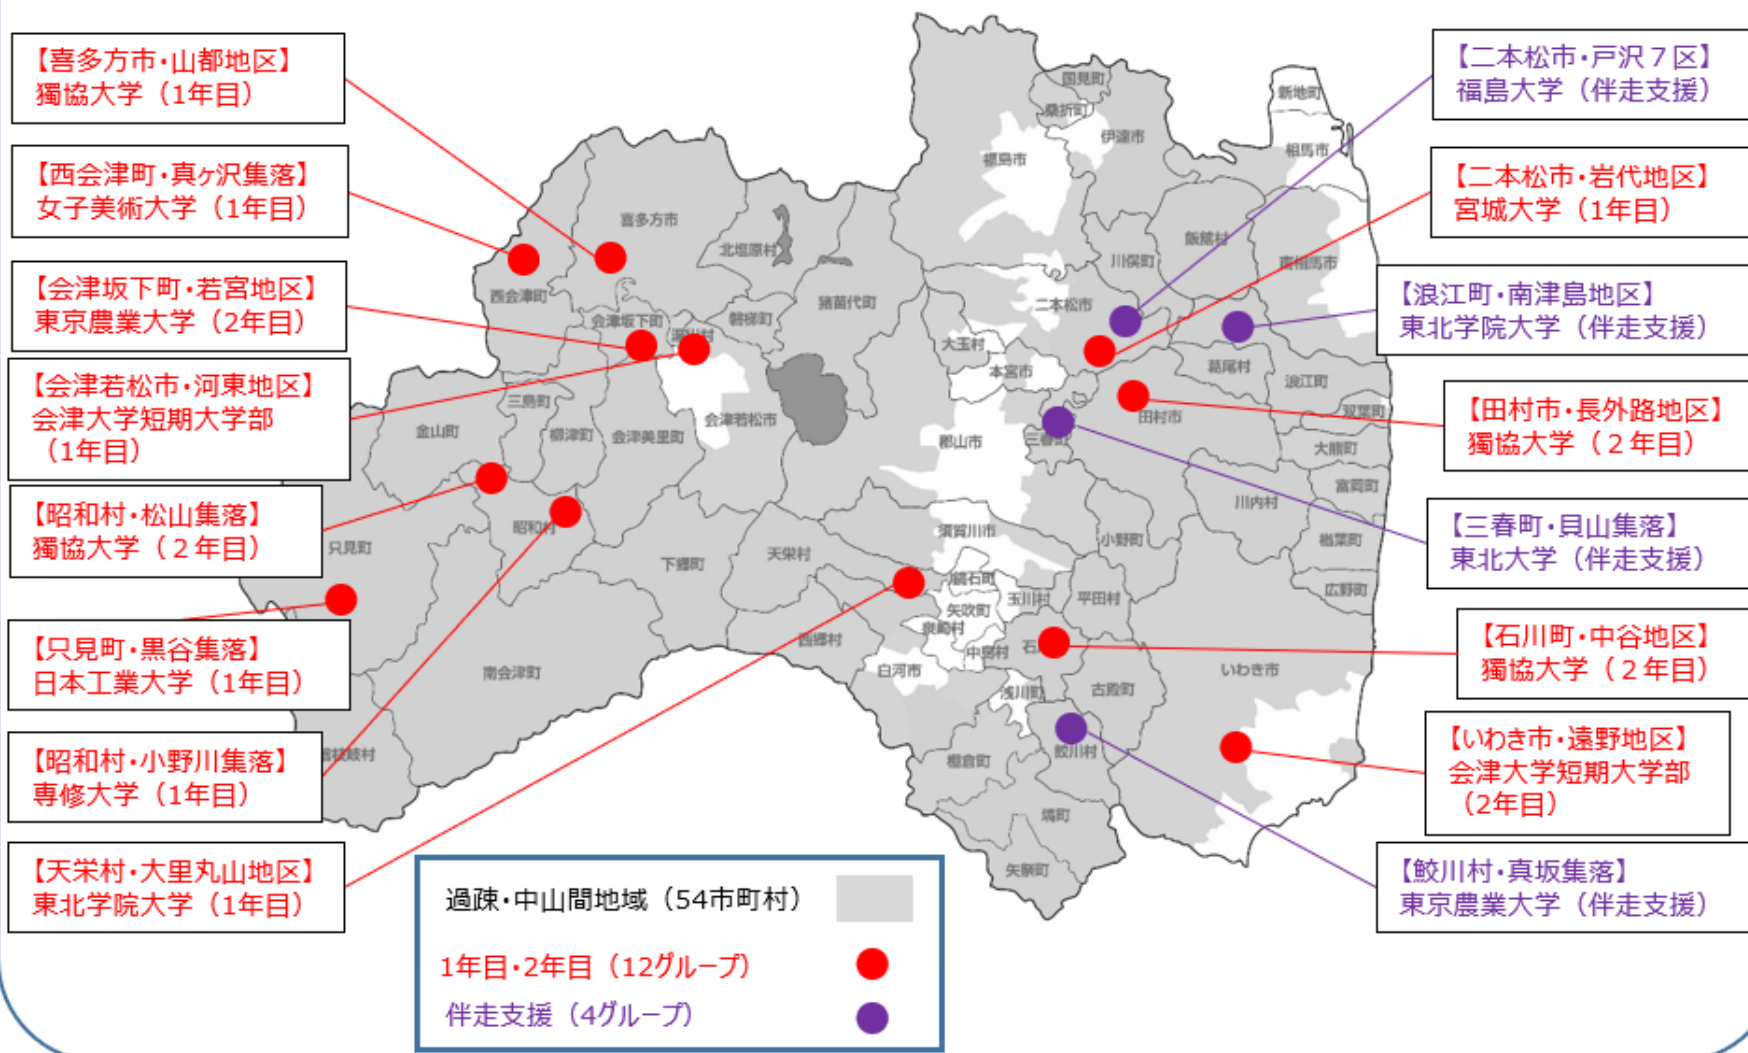 【喜多方市・山都地区】
獨協大学（1年目）
【西会津町・真ヶ沢集落】
女子美術大学（1年目）
【会津坂下町・若宮地区】
東京農業大学（2年目）
【会津若松市・河東地区】
会津大学短期大学部
（1年目）
【昭和村・松山集落】
獨協大学（２年目）
【只見町・黒谷集落】
日本工業大学（1年目）
【昭和村・小野川集落】
専修大学（1年目）
【天栄村・大里丸山地区】
東北学院大学（1年目）
【二本松市・戸沢７区】
福島大学（伴走支援）
【二本松市・岩代地区】
宮城大学（1年目）
【浪江町・南津島地区】
東北学院大学（伴走支援）
【田村市・長外路地区】
獨協大学（２年目）
【三春町・貝山集落】
東北大学（伴走支援）
【石川町・中谷地区】
獨協大学（２年目）
【いわき市・遠野地区】
会津大学短期大学部
（2年目）
【鮫川村・真坂集落】
東京農業大学（伴走支援）
国見町
桑折町
新地町
伊達市
福島市
相馬市
喜多方市
北塩原村
飯舘村
川俣町
南相馬市
西会津町
猪苗代町
二本松市
会津坂下町
磐梯町
大玉村
葛尾村
本宮市
浪江町
三島町
双葉町
金山町
柳津町
会津美里町
会津若松市
郡山市
三春町
田村市
大熊町
富岡町
川内村
昭和村
須賀川市
小野町
楢葉町
只見町
下郷町
天栄村
鏡石町
玉川村
平田村
広野町
矢吹町
泉崎村
西郷村
中島村
石
白河市
南会津町
浅川町
古殿町
いわき市
檜枝岐村
棚倉町
鮫川村
塙町
矢祭町
過疎・中山間地域（54市町村）
1年目・2年目（12グループ）
伴走支援（4グループ）